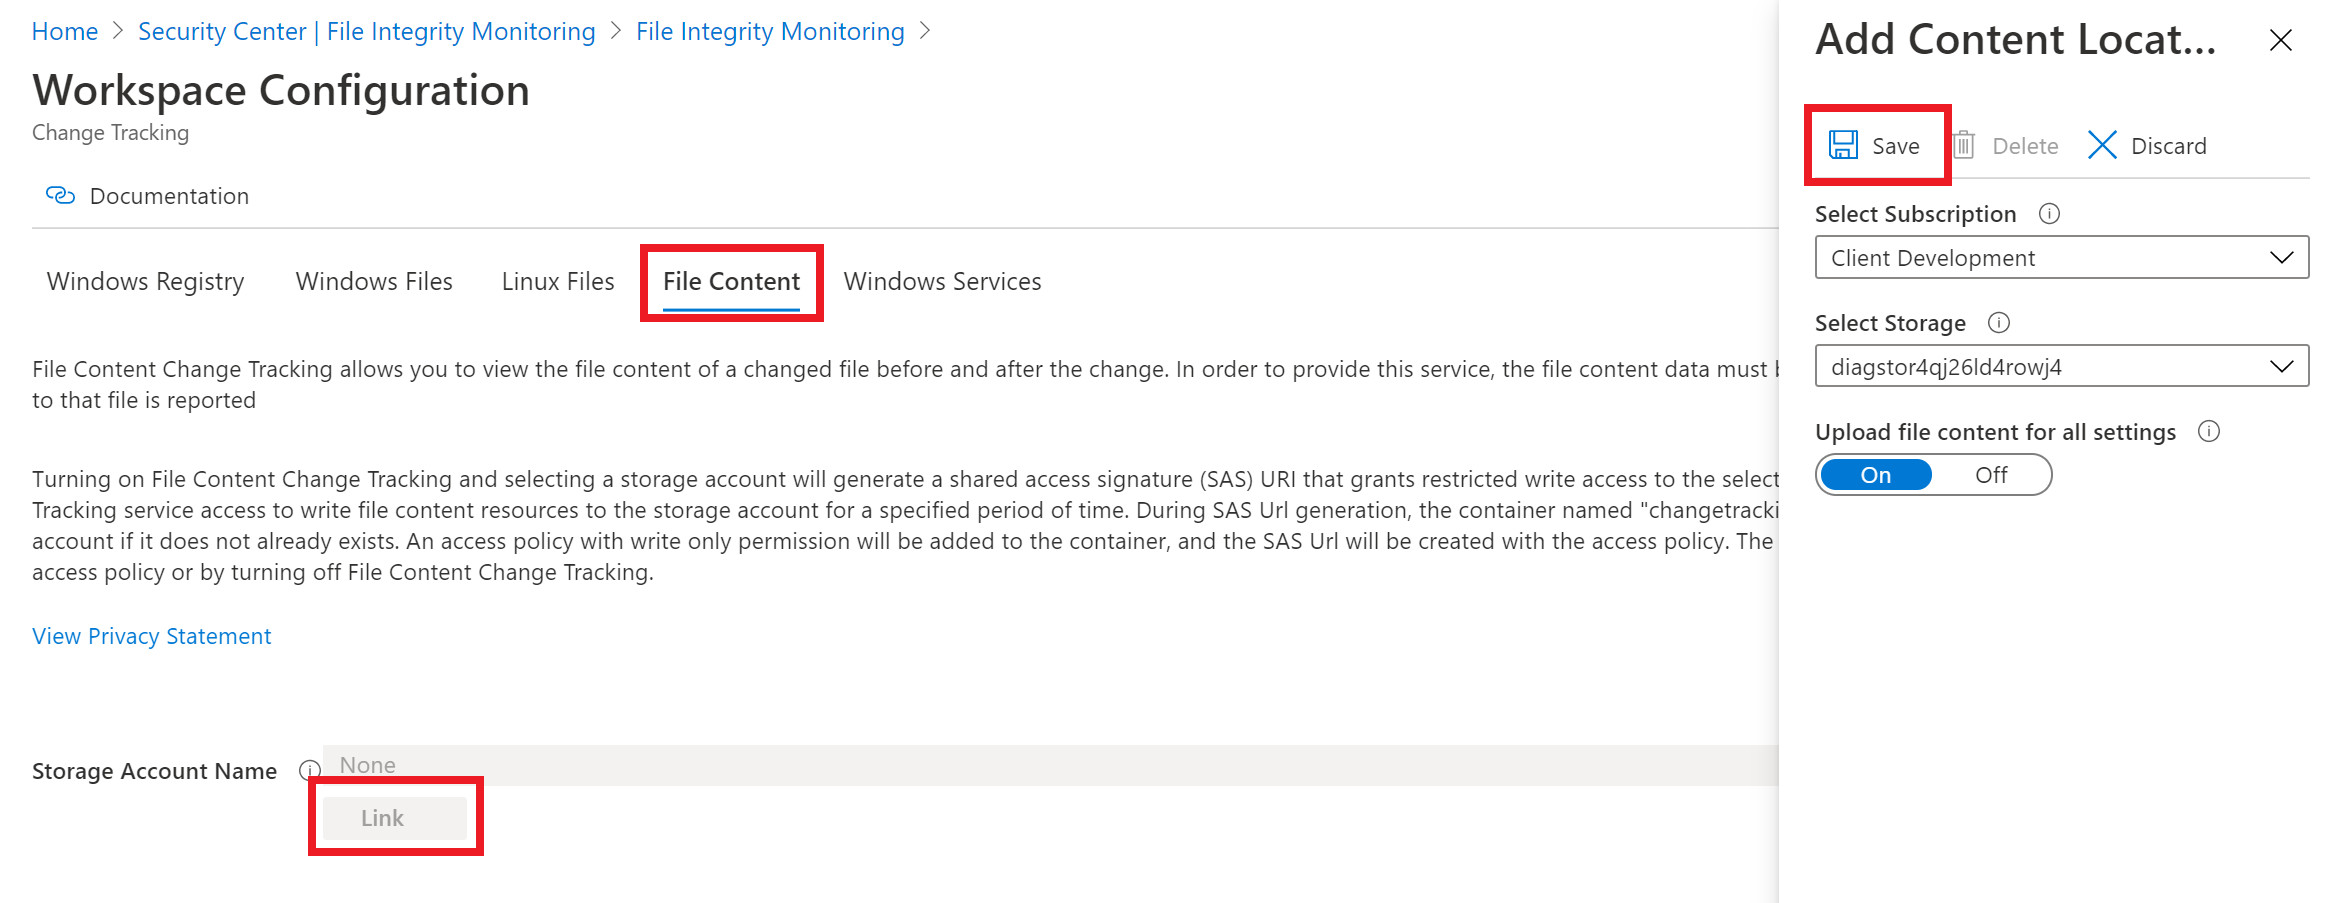 Home > Security Center | File Integrity Monitoring > File Integrity Monitoring >
Workspace Configuration
Change Tracking
Documentation
Windows Registry Windows Files Linux Files File Content Windows Services
File Content Change Tracking allows you to view the file content of a changed file before and after the change. In order to provide this service, the file content data must
to that file is reported
Turning on File Content Change Tracking and selecting a storage account will generate a shared access signature (SAS) URI that grants restricted write access to the select
Tracking service access to write file content resources to the storage account for a specified period of time. During SAS Url generation, the container named "changetracki
account if it does not already exists. An access policy with write only permission will be added to the container, and the SAS Url will be created with the access policy. The
access policy or by turning off File Content Change Tracking.
View Privacy Statement
Storage Account Name None
Link
Add Content Locat...
Save Delete Discard
Select Subscription
Client Development
Select Storage
diagstor4qj26ld4rowj4
Upload file content for all settings
On Off